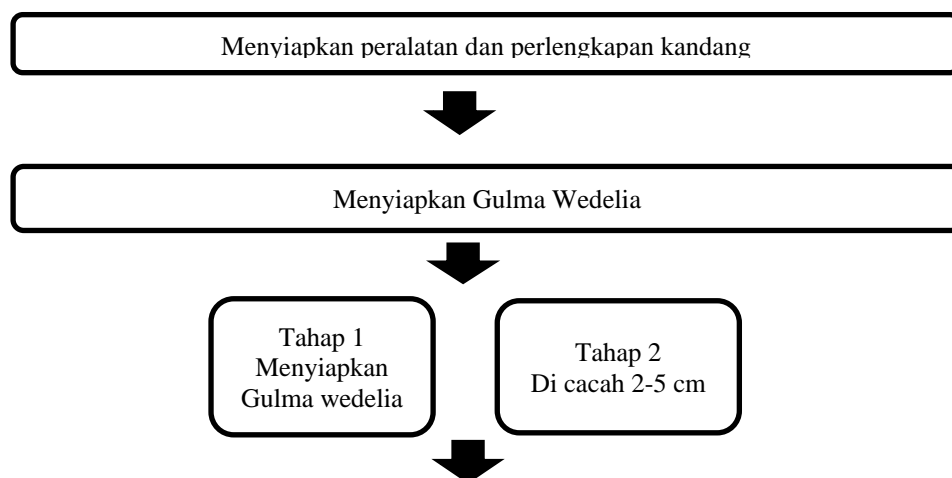 Menyiapkan peralatan dan perlengkapan kandang
Menyiapkan Gulma Wedelia
Tahap 1
Menyiapkan
Gulma wedelia
Tahap 2
Di cacah 2-5 cm